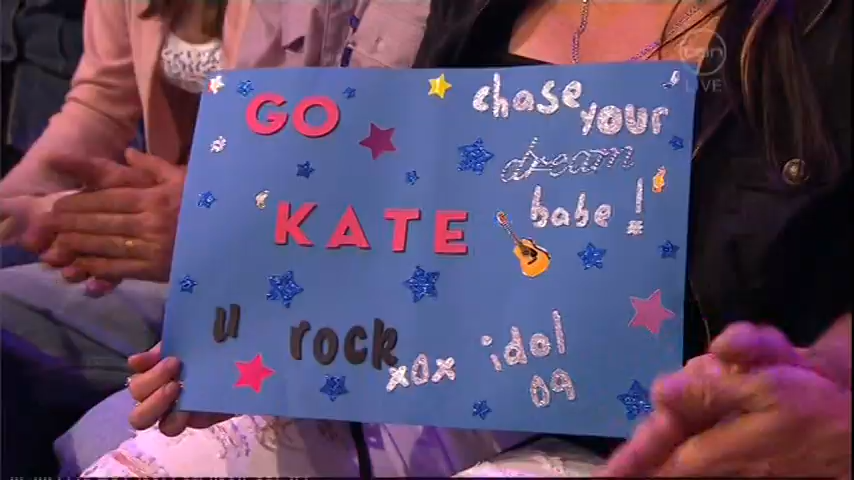 GO
KATE
u rock
xox
chase
your
dream
babe!
idol
09
ten
LIVE